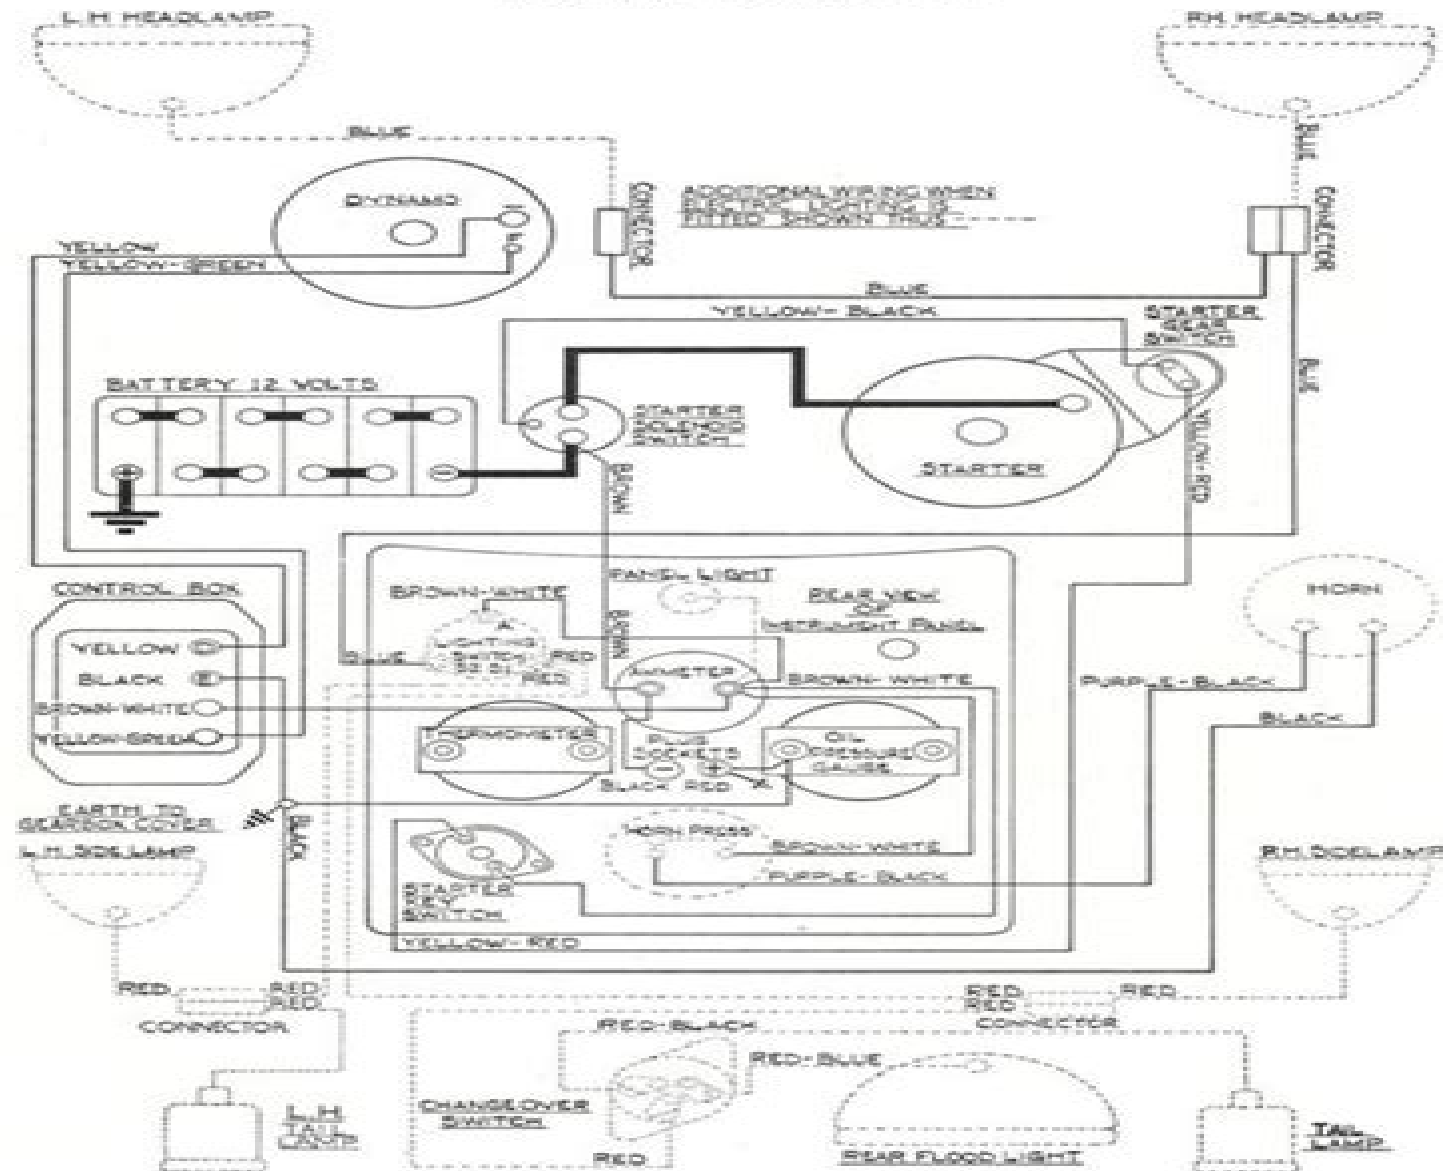 L.H. HEADLAMP
R.H. HEADLAMP
BLUE
BLUE
DYNAMO
CONNECTOR
ADDITIONAL WIRING WHEN
ELECTRIC LIGHTING IS
FITTED SHOWN THUS
CONNECTOR
YELLOW
YELLOW-GREEN
BLUE
YELLOW-BLACK
STARTER
GEAR
SWITCH
BATTERY 12 VOLTS
STARTER
SOLENOID
SWITCH
BLUE
STARTER
YELLOW-RED
BROWN
CONTROL BOX
BROWN-WHITE
PANEL LIGHT
REAR VIEW
OF
INSTRUMENT PANEL
HORN
YELLOW D
BLACK E
BROWN-WHITE
YELLOW-GREEN
A
LIGHTING
SWITCH
BLUE
RED
RED
BROWN
AMMETER
BROWN-WHITE
PURPLE-BLACK
BLACK
THERMOMETER
PLUG
SOCKETS
BLACK RED
OIL
PRESSURE
GAUGE
EARTH TO
GEARBOX COVER
BLACK
HORN PRESS
BROWN-WHITE
PURPLE-BLACK
L.H. SIDE LAMP
R.H. SIDELAMP
STARTER
KEY
SWITCH
YELLOW-RED
RED
RED
RED
CONNECTOR
RED
RED
RED
CONNECTOR
RED-BLACK
RED-BLUE
CHANGEOVER
SWITCH
RED
L.H.
TAIL
LAMP
REAR FLOOD LIGHT
TAIL
LAMP